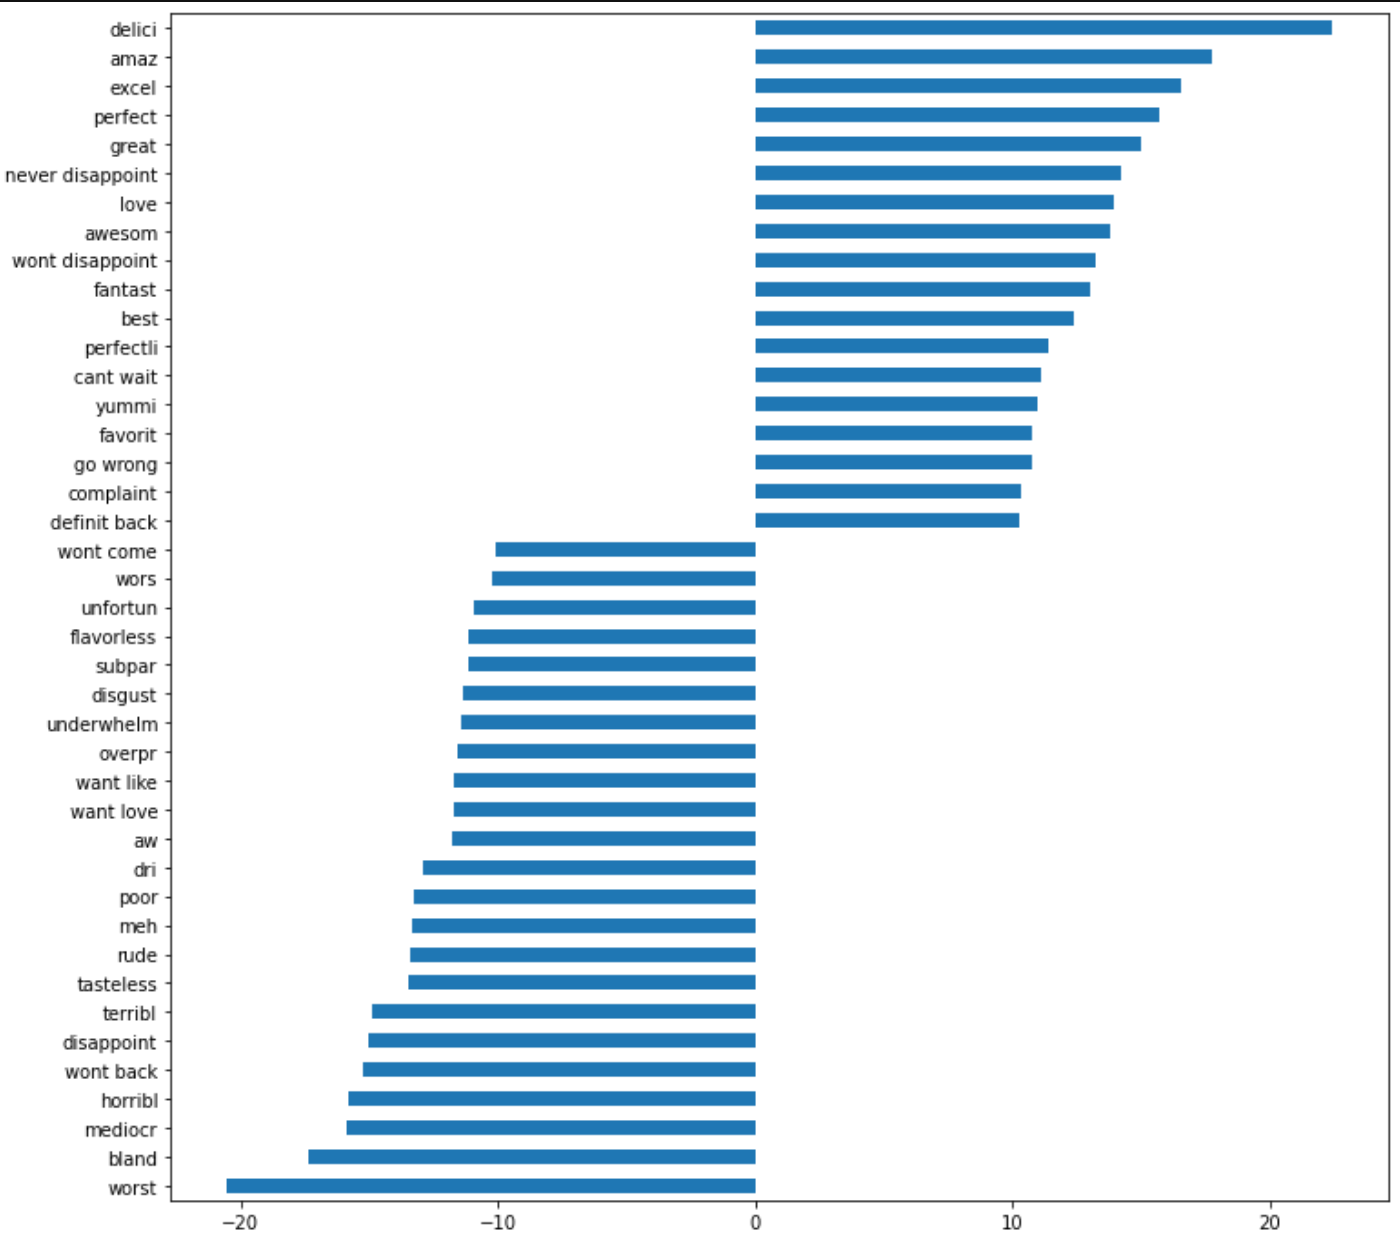 delici
amaz
excel
perfect
great
never disappoint
love
awesom
wont disappoint
fantast
best
perfectli
cant wait
yummi
favorit
go wrong
complaint
definit back
wont come
wors
unfortun
flavorless
subpar
disgust
underwhelm
overpr
want like
want love
aw
dri
poor
meh
rude
tasteless
terribl
disappoint
wont back
horribl
mediocr
bland
worst
−20 −10 0 10 20